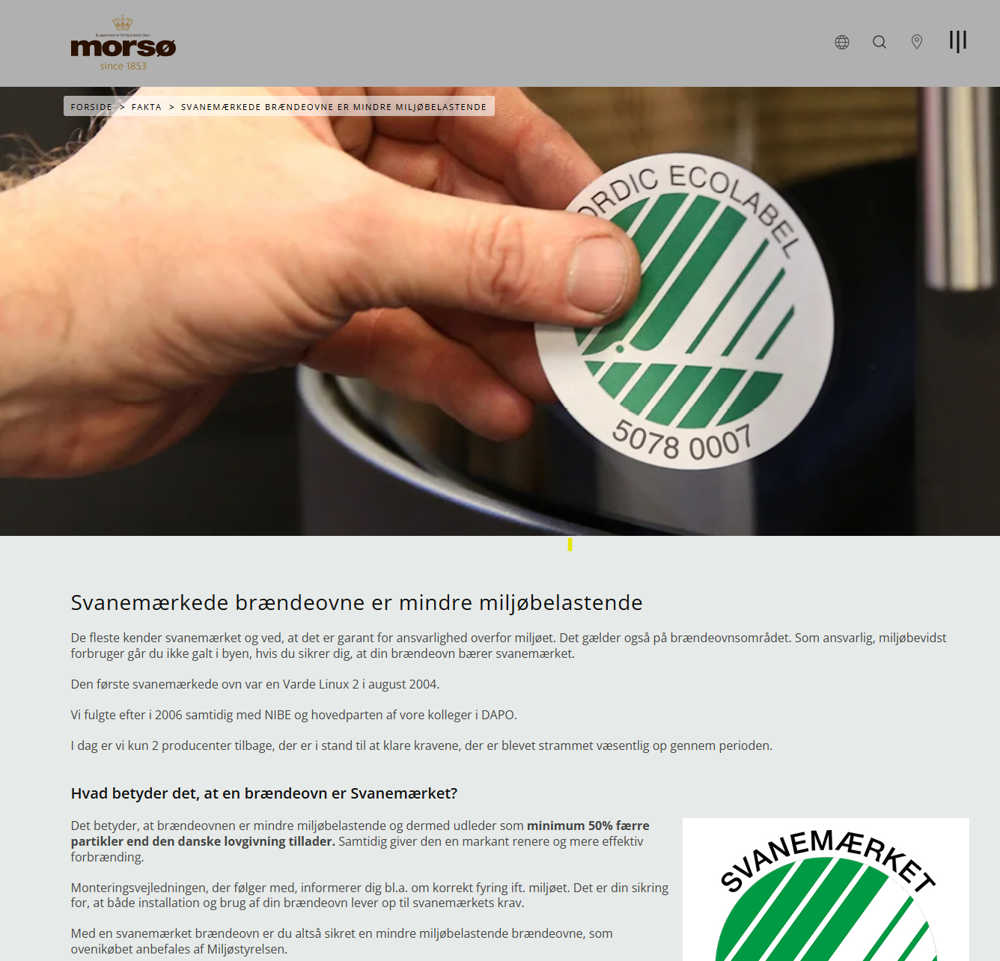 By appointment to The Royal Danish Court
morsø
since 1853
FORSIDE > FAKTA > SVANEMÆRKEDE BRÆNDEOVNE ER MINDRE MILJØBELASTENDE
ORDIC ECOLABEL
5078 0007
Svanemærkede brændeovne er mindre miljøbelastende
De fleste kender svanemærket og ved, at det er garant for ansvarlighed overfor miljøet. Det gælder også på brændeovnsområdet. Som ansvarlig, miljøbevidst
forbruger går du ikke galt i byen, hvis du sikrer dig, at din brændeovn bærer svanemærket.
Den første svanemærkede ovn var en Varde Linux 2 i august 2004.
Vi fulgte efter i 2006 samtidig med NIBE og hovedparten af vore kolleger i DAPO.
I dag er vi kun 2 producenter tilbage, der er i stand til at klare kravene, der er blevet strammet væsentlig op gennem perioden.
Hvad betyder det, at en brændeovn er Svanemærket?
Det betyder, at brændeovnen er mindre miljøbelastende og dermed udleder som minimum 50% færre
partikler end den danske lovgivning tillader. Samtidig giver den en markant renere og mere effektiv
forbrænding.
Monteringsvejledningen, der følger med, informerer dig bl.a. om korrekt fyring ift. miljøet. Det er din sikring
for, at både installation og brug af din brændeovn lever op til svanemærkets krav.
Med en svanemærket brændeovn er du altså sikret en mindre miljøbelastende brændeovne, som
ovenikøbet anbefales af Miljøstyrelsen.
SVANEMÆRKET